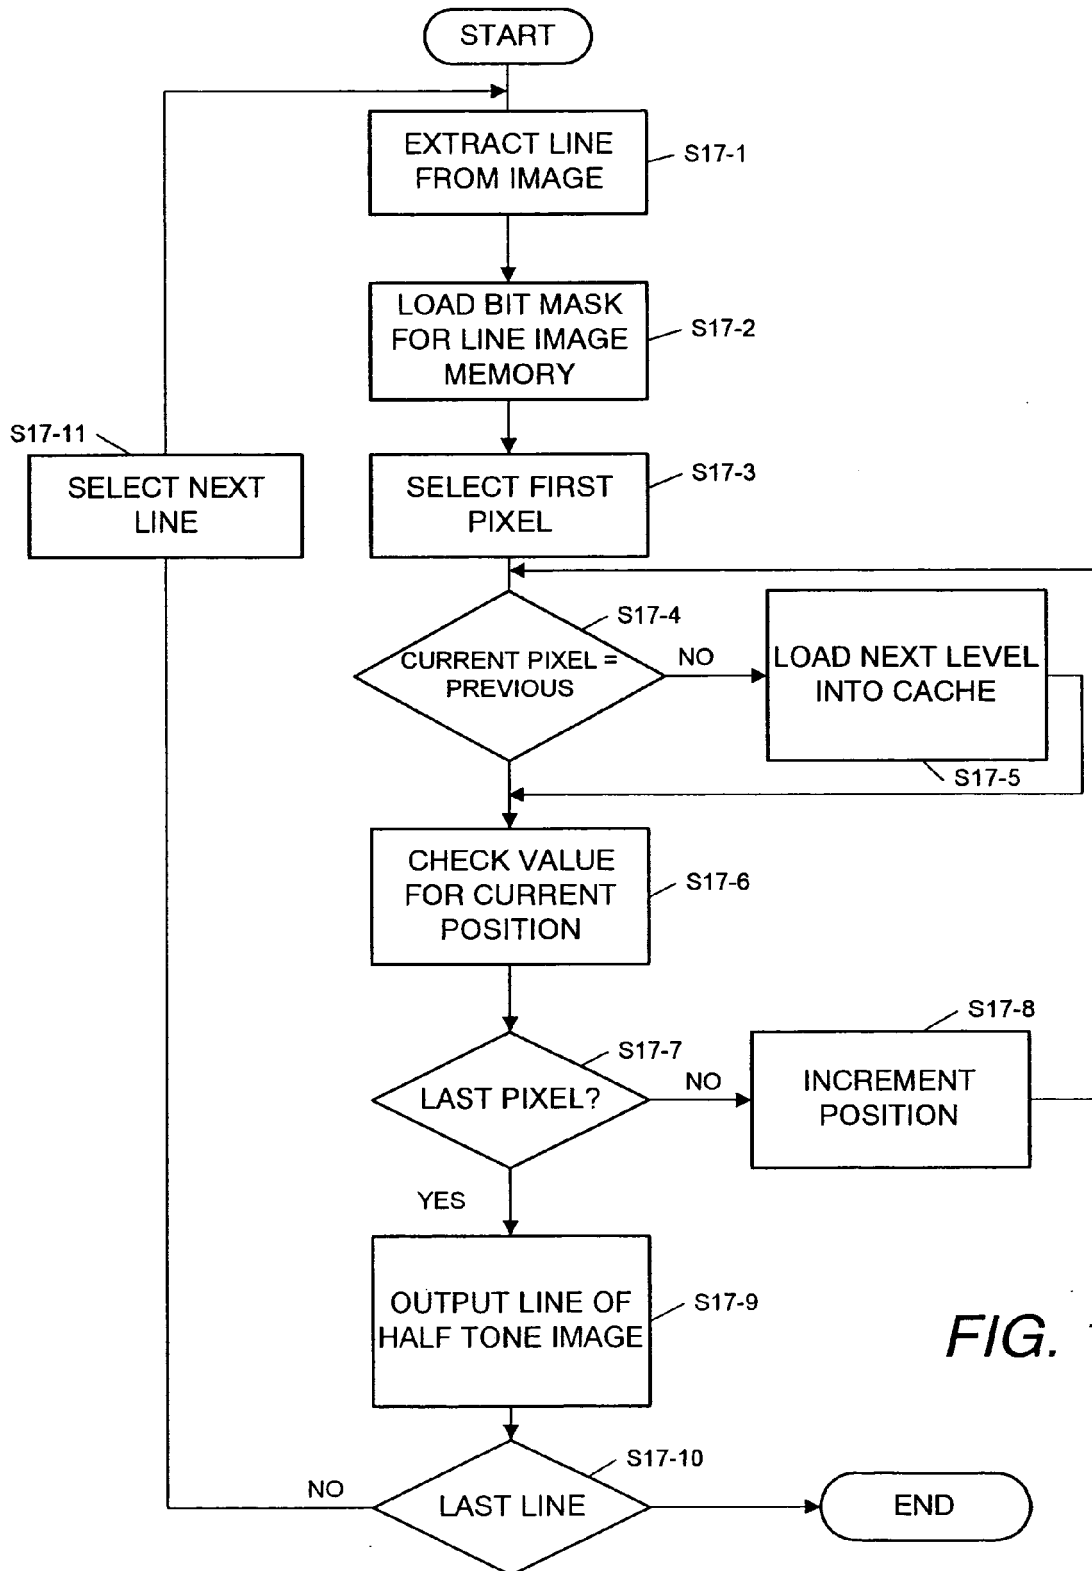 START
EXTRACT LINE
FROM IMAGE
S17-1
LOAD BIT MASK
FOR LINE IMAGE
MEMORY
S17-2
S17-11
SELECT NEXT
LINE
SELECT FIRST
PIXEL
S17-3
S17-4
CURRENT PIXEL =
PREVIOUS
NO
LOAD NEXT LEVEL
INTO CACHE
S17-5
CHECK VALUE
FOR CURRENT
POSITION
S17-6
S17-7
LAST PIXEL?
NO
S17-8
INCREMENT
POSITION
YES
OUTPUT LINE OF
HALF TONE IMAGE
S17-9
FIG.
S17-10
NO
LAST LINE
END